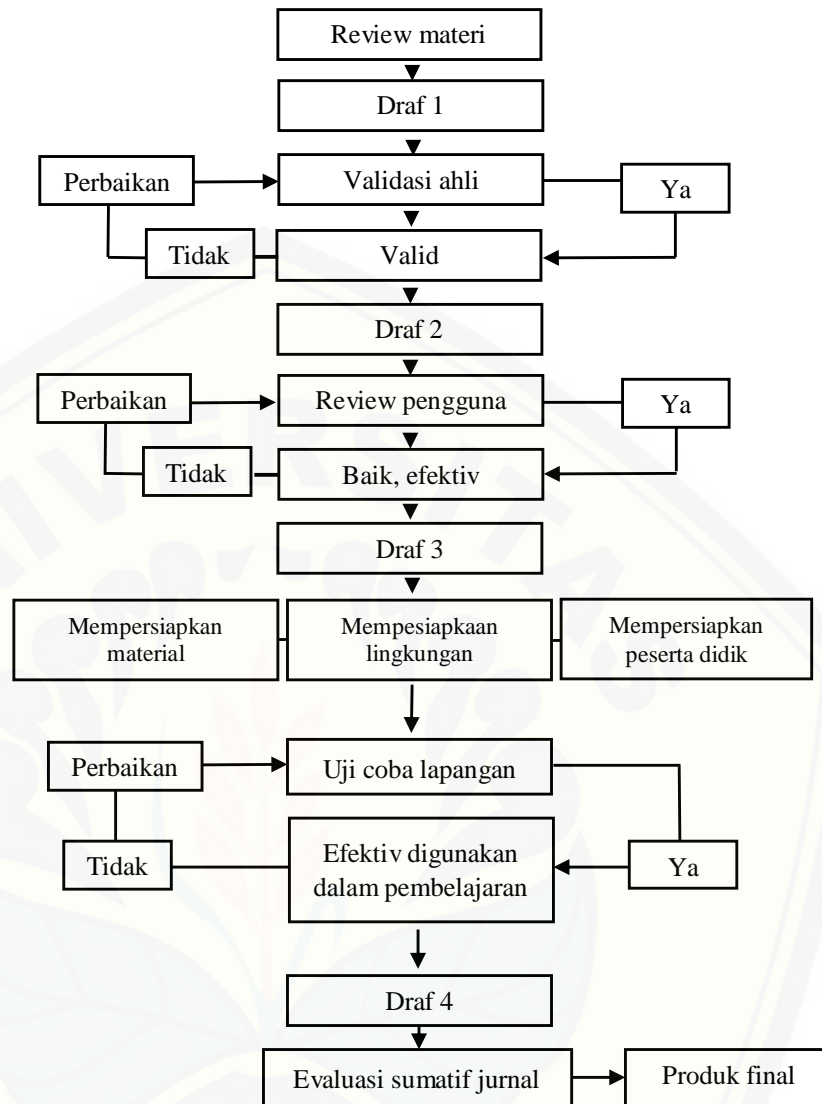 Review materi
Draf 1
Perbaikan
Validasi ahli
Ya
Tidak
Valid
Draf 2
Perbaikan
Review pengguna
Ya
Tidak
Baik, efektiv
Draf 3
Mempersiapkan
material
Mempesiapkaan
lingkungan
Mempersiapkan
peserta didik
Perbaikan
Uji coba lapangan
Tidak
Efektiv digunakan
dalam pembelajaran
Ya
Draf 4
Evaluasi sumatif jurnal
Produk final
UNIVERSITAS